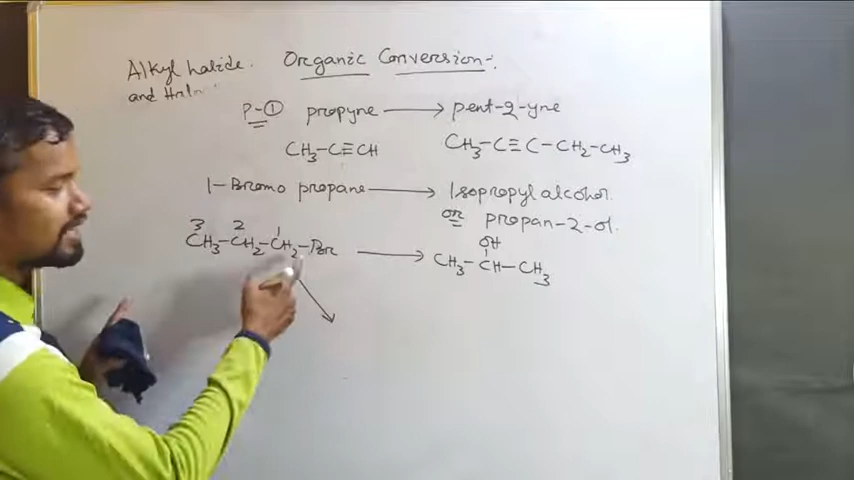 Alkyl halide.
and
Organic Conversion:-
P-① propyne → pent-2-yne
CH3-C≡CH CH3-C≡C-CH2-CH3
1-Bromo propane → Isopropyl alcohol.
or propan-2-ol.
3 2 1
CH3-CH2-CH2-Br → CH3-CH-CH3
OH